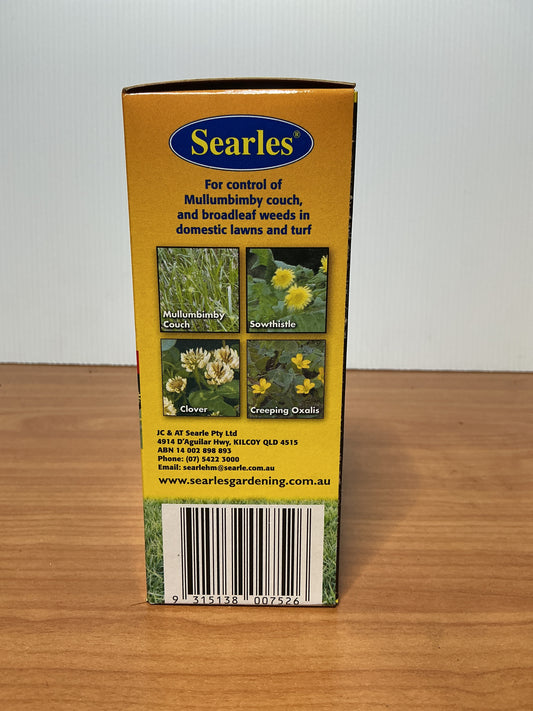 Searles®
For control of
Mullumbimby couch,
and broadleaf weeds in
domestic lawns and turf
Mullumbimby
Couch
Sowthistle
Clover
Creeping Oxalis
JC & AT Searle Pty Ltd
4914 D'Aguilar Hwy, KILCOY QLD 4515
ABN 14 002 898 893
Phone: (07) 5422 3000
Email: searlehm@searle.com.au
www.searlesgardening.com.au
9 315138 007526